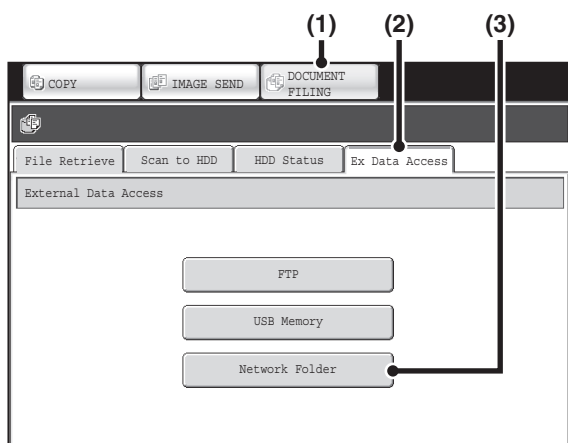 (1) (2) (3)
COPY IMAGE SEND DOCUMENT
FILING
File Retrieve Scan to HDD HDD Status Ex Data Access
External Data Access
FTP
USB Memory
Network Folder